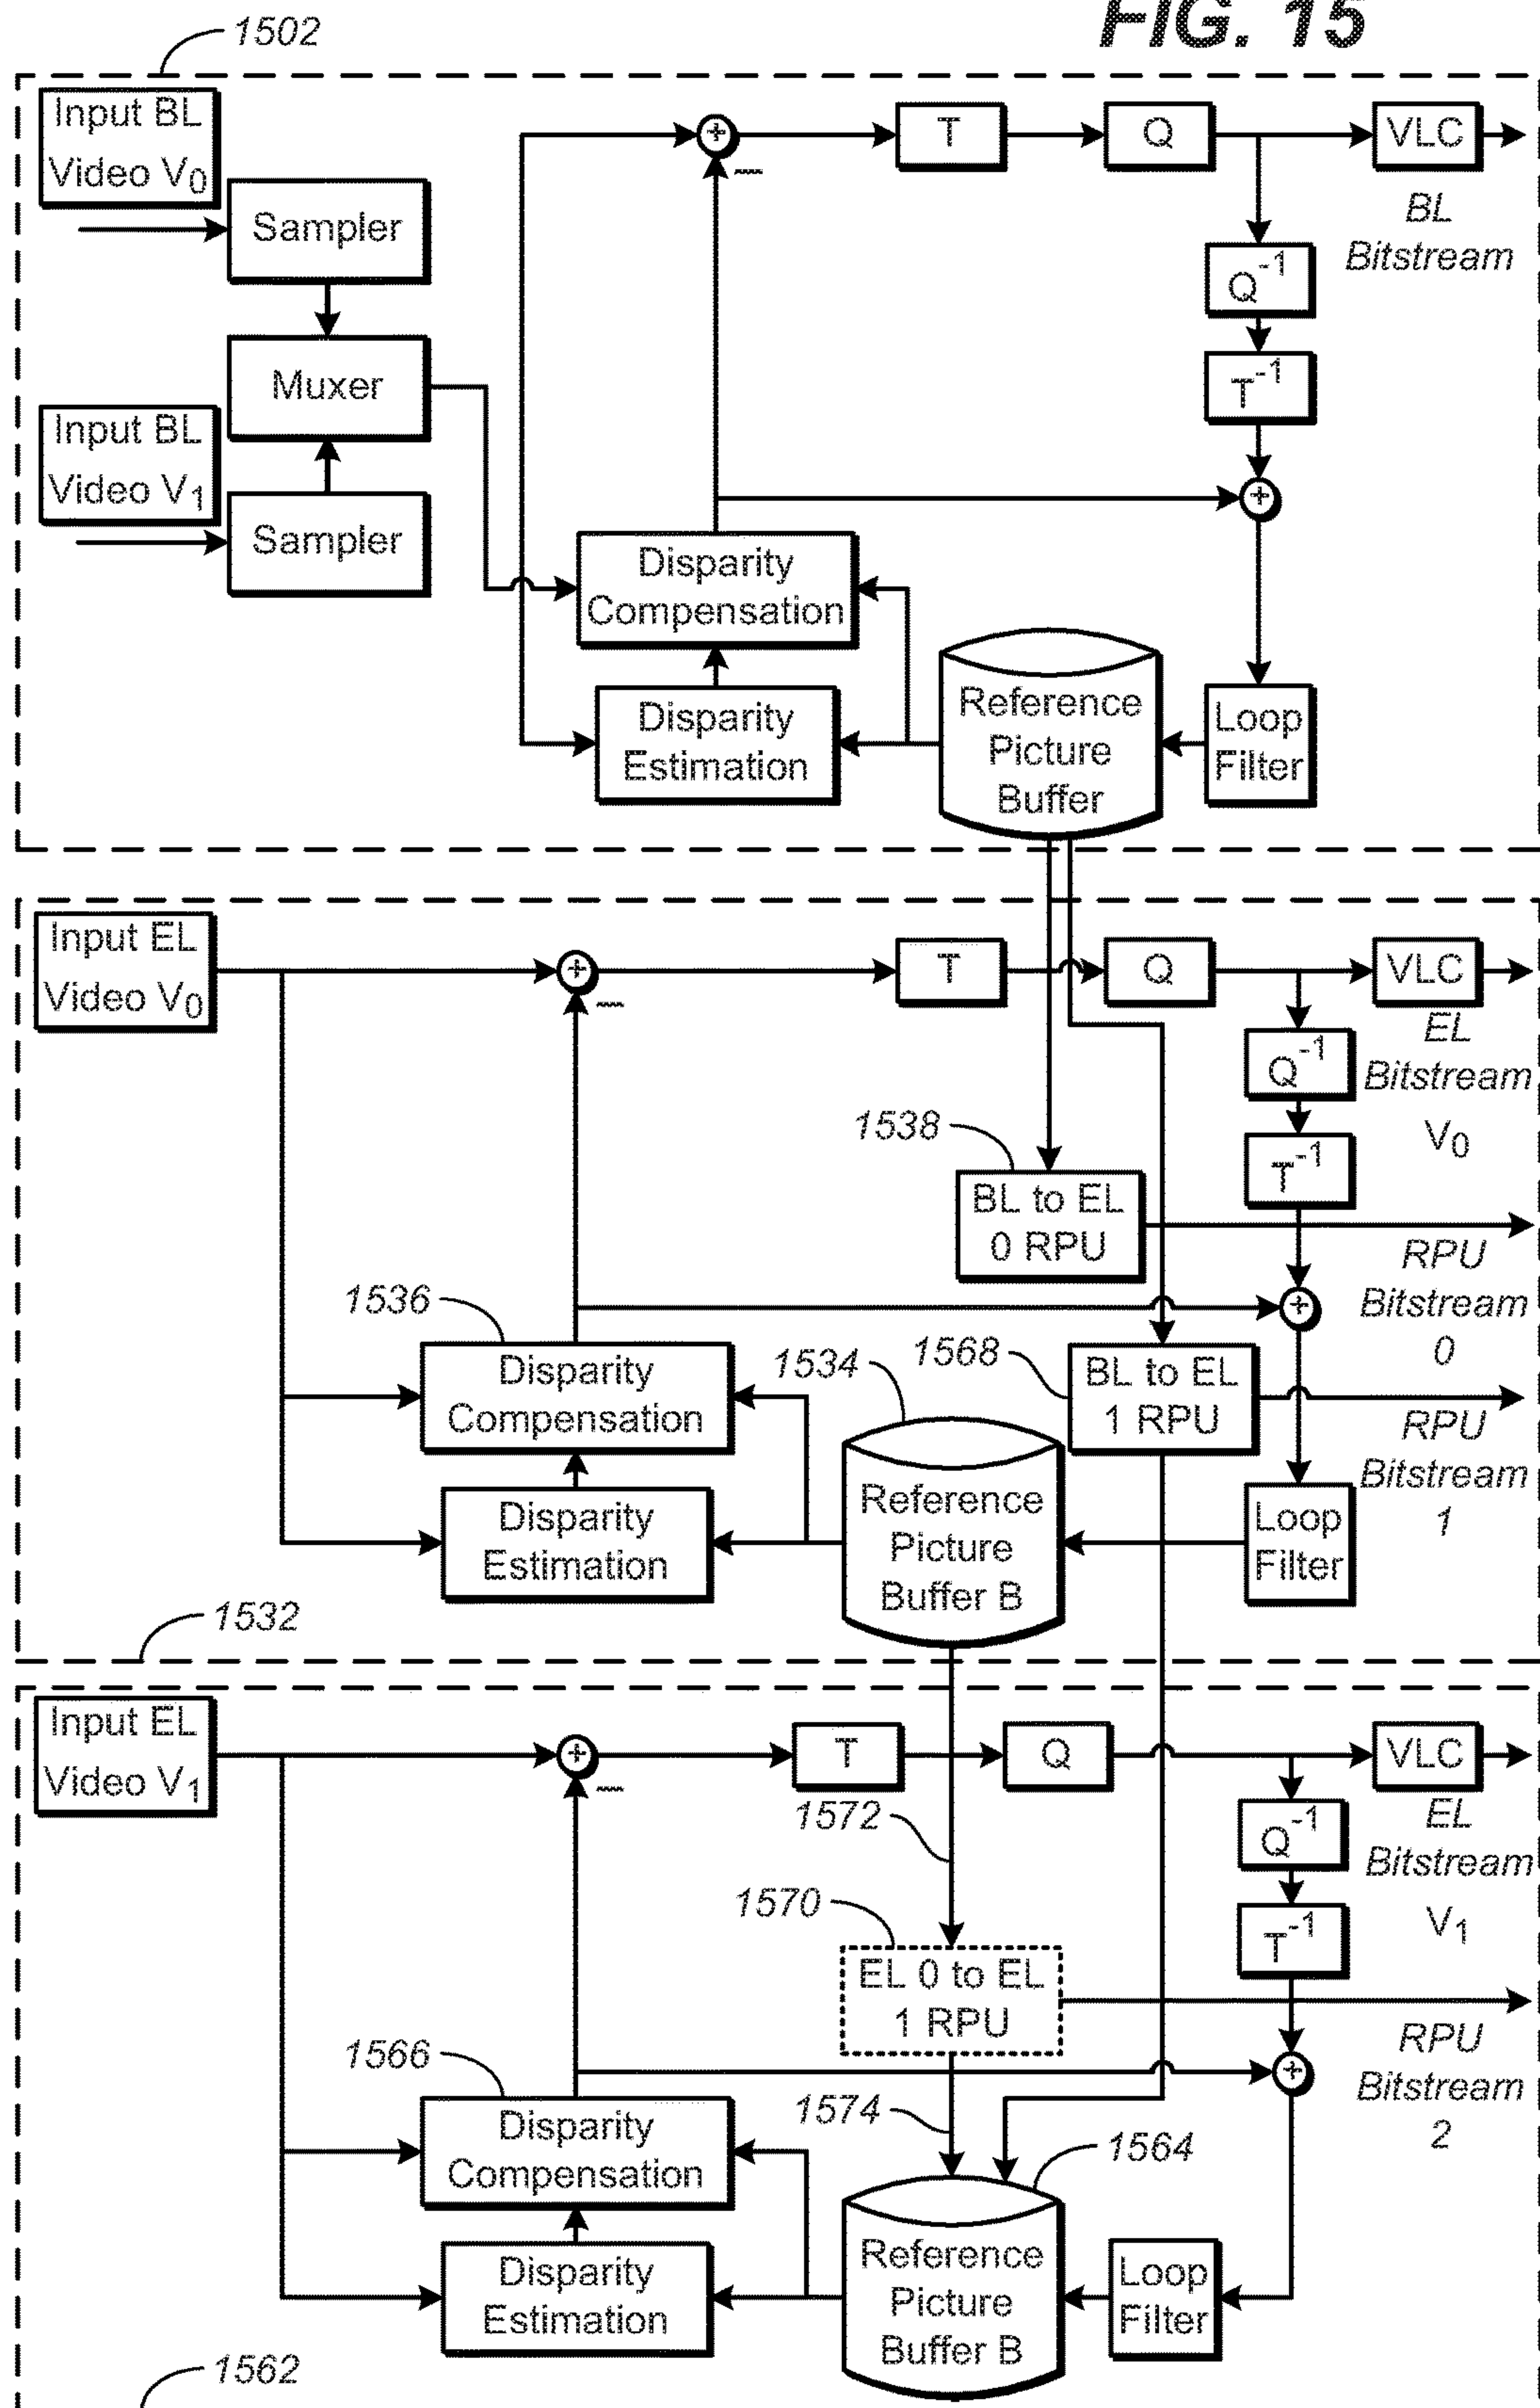 FIG. 15
1502
Input BL
Video V0
Sampler
Muxer
Input BL
Video V1
Sampler
+
–
T
Q
VLC
BL
Bitstream
Q-1
T-1
+
Disparity
Compensation
Disparity
Estimation
Reference
Picture
Buffer
Loop
Filter
Input EL
Video V0
+
–
T
Q
VLC
EL
Bitstream
V0
Q-1
T-1
1538
BL to EL
0 RPU
RPU
Bitstream
0
+
1536
Disparity
Compensation
1534
1568
BL to EL
1 RPU
RPU
Bitstream
1
Disparity
Estimation
Reference
Picture
Buffer B
Loop
Filter
1532
Input EL
Video V1
+
–
T
Q
VLC
EL
Bitstream
V1
1572
Q-1
T-1
1570
EL 0 to EL
1 RPU
RPU
Bitstream
2
+
1566
Disparity
Compensation
1574
1564
Disparity
Estimation
Reference
Picture
Buffer B
Loop
Filter
1562